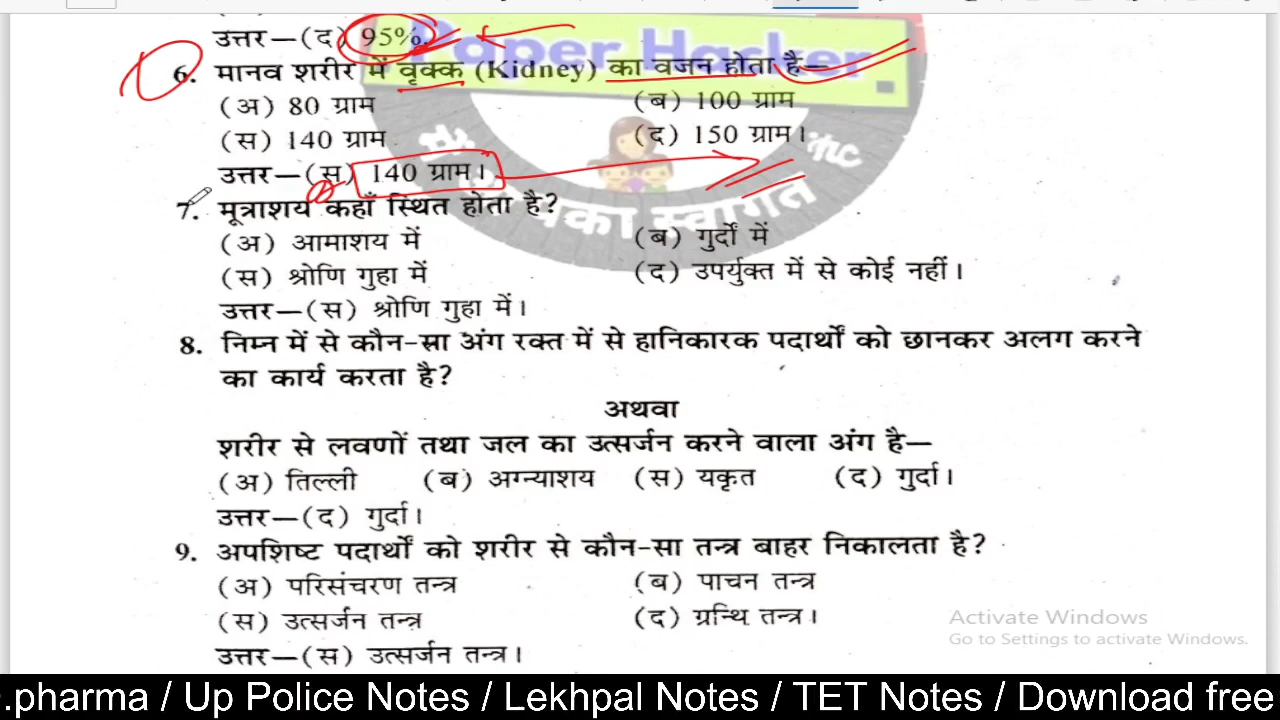 उत्तर—(द) 95%.
Paper Hacker
6. मानव शरीर में वृक्क (Kidney) का वजन होता है—
(अ) 80 ग्राम (ब) 100 ग्राम
(स) 140 ग्राम (द) 150 ग्राम।
उत्तर—(स) 140 ग्राम।
स्वागत
7. मूत्राशय कहाँ स्थित होता है?
(अ) आमाशय में (ब) गुर्दों में
(स) श्रोणि गुहा में (द) उपर्युक्त में से कोई नहीं।
उत्तर—(स) श्रोणि गुहा में।
8. निम्न में से कौन-सा अंग रक्त में से हानिकारक पदार्थों को छानकर अलग करने
का कार्य करता है?
अथवा
शरीर से लवणों तथा जल का उत्सर्जन करने वाला अंग है—
(अ) तिल्ली (ब) अग्न्याशय (स) यकृत (द) गुर्दा।
उत्तर—(द) गुर्दा।
9. अपशिष्ट पदार्थों को शरीर से कौन-सा तन्त्र बाहर निकालता है?
(अ) परिसंचरण तन्त्र (ब) पाचन तन्त्र
(स) उत्सर्जन तन्त्र (द) ग्रन्थि तन्त्र।
उत्तर—(स) उत्सर्जन तन्त्र।
Activate Windows
Go to Settings to activate Windows.
.pharma / Up Police Notes / Lekhpal Notes / TET Notes / Download free